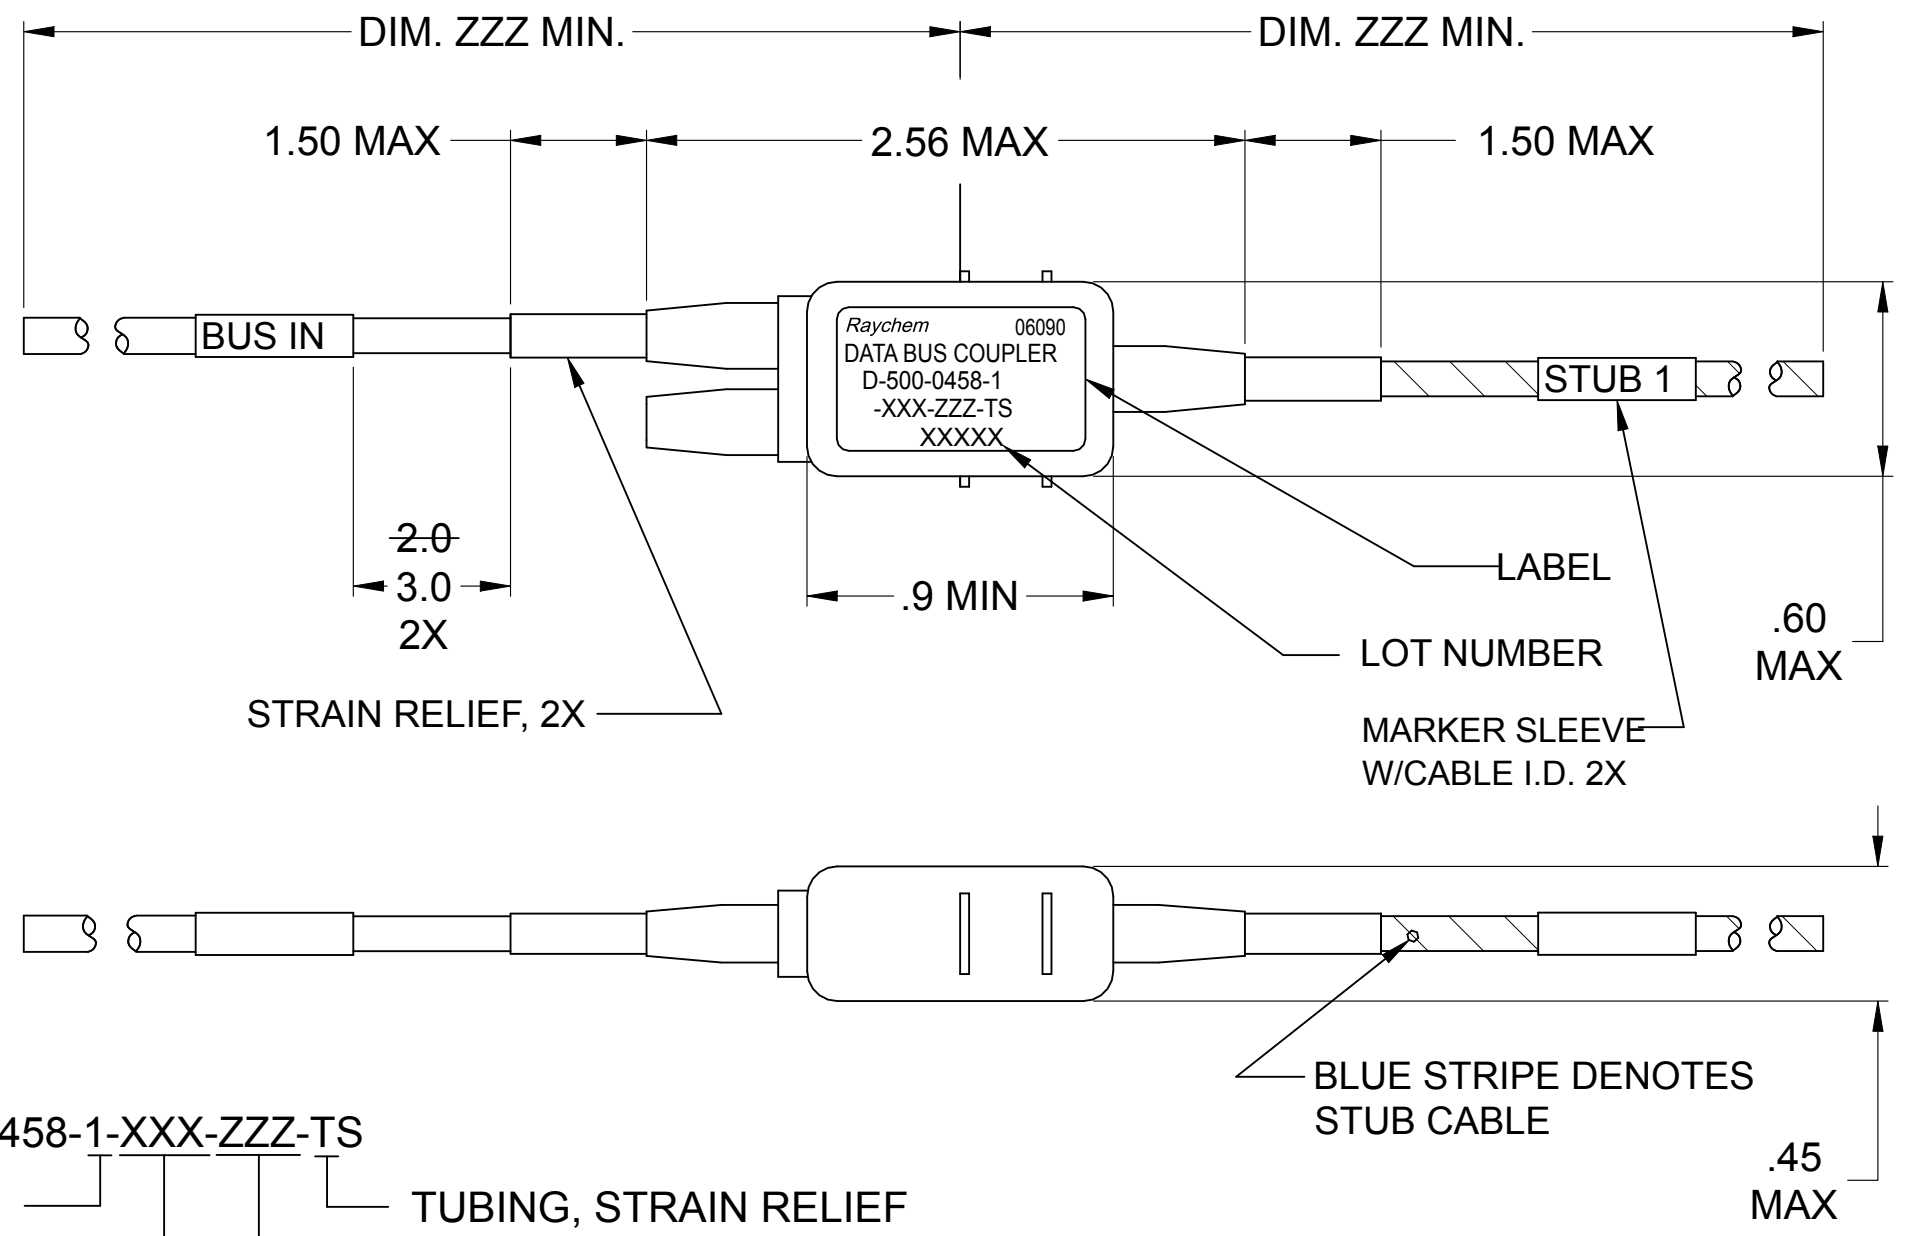 DIM. ZZZ MIN. DIM. ZZZ MIN.
1.50 MAX 2.56 MAX 1.50 MAX
BUS IN
Raychem 06090
DATA BUS COUPLER
D-500-0458-1
-XXX-ZZZ-TS
XXXXX
STUB 1
2.0
3.0
2X
.9 MIN
LABEL
LOT NUMBER
.60
MAX
STRAIN RELIEF, 2X
MARKER SLEEVE
W/CABLE I.D. 2X
BLUE STRIPE DENOTES
STUB CABLE
.45
MAX
458-1-XXX-ZZZ-TS
TUBING, STRAIN RELIEF